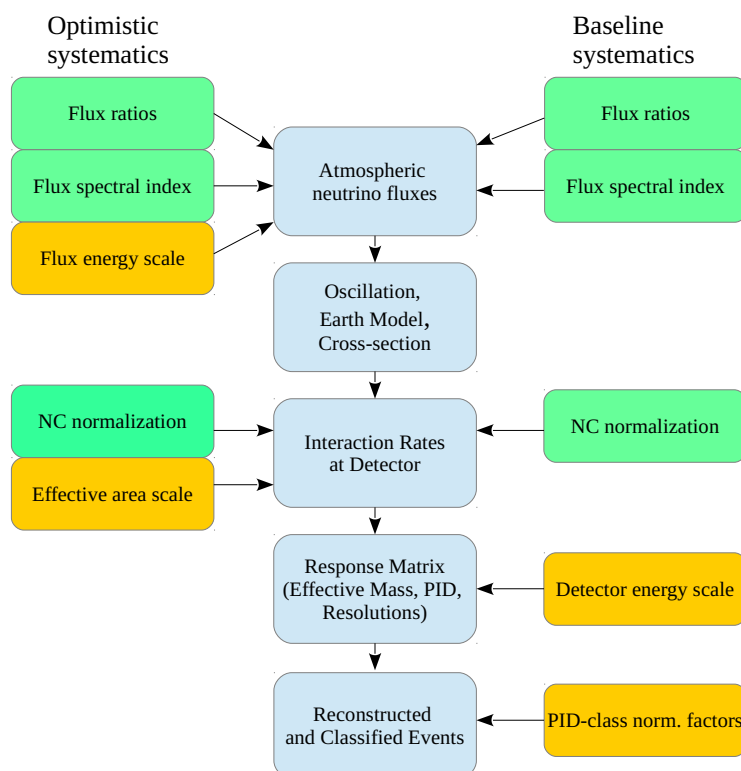 Optimistic
systematics
Baseline
systematics
Flux ratios
Flux spectral index
Flux energy scale
Atmospheric
neutrino fluxes
Flux ratios
Flux spectral index
Oscillation,
Earth Model,
Cross-section
NC normalization
Effective area scale
Interaction Rates
at Detector
NC normalization
Response Matrix
(Effective Mass, PID,
Resolutions)
Detector energy scale
Reconstructed
and Classified Events
PID-class norm. factors